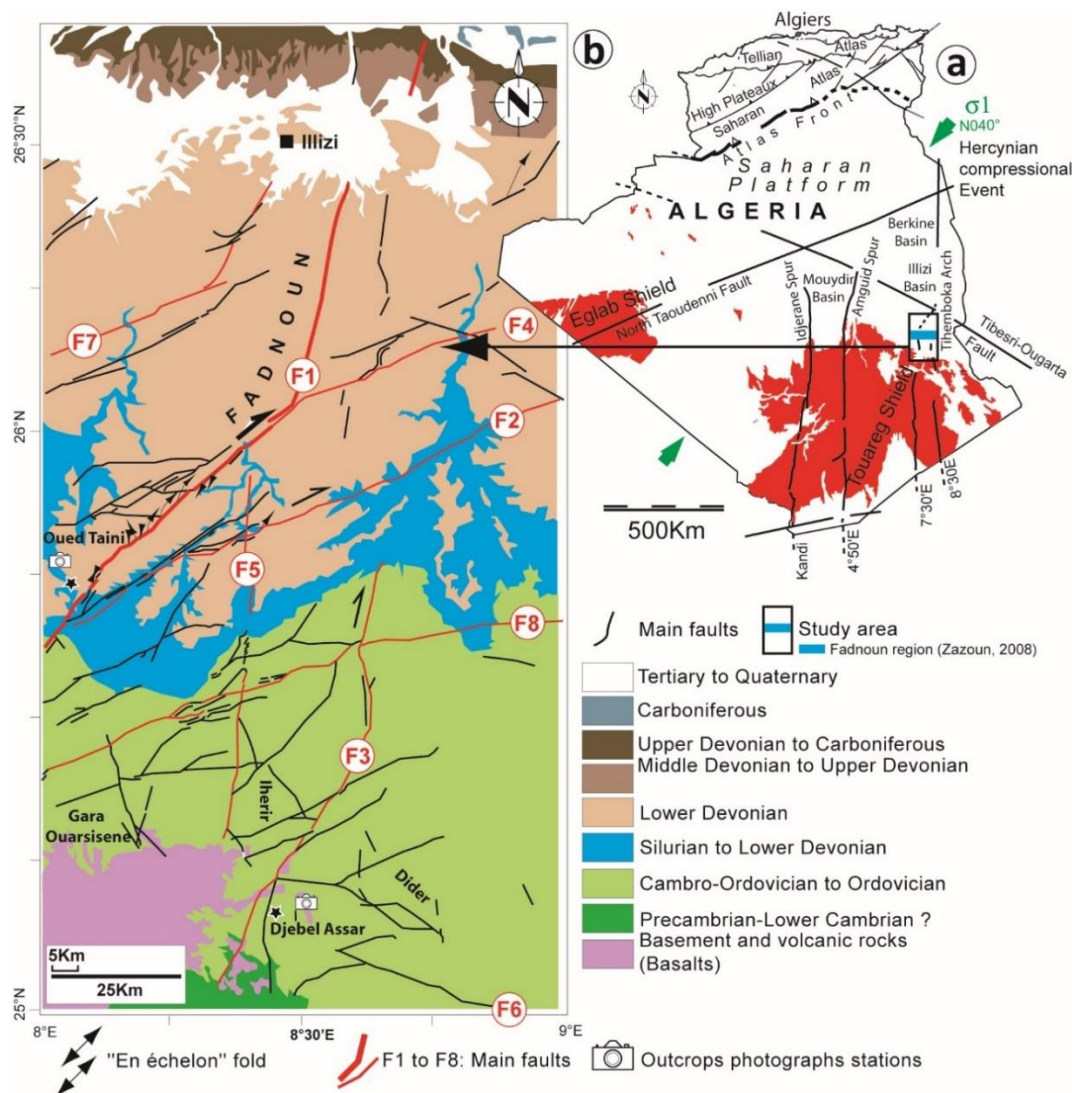 b
Algiers
a
Tellian
Atlas
High Plateaux
Saharan
Atlas
Atlas Front
σ1
N040°
Hercynian
compressional
Event
Saharan
Platform
ALGERIA
Berkine
Basin
Idjerane Spur
Mouydir
Basin
Amguid Spur
Illizi
Basin
Tihemboka Arch
Eglab Shield
North Taoudenni Fault
Tibesri-Ougarta
Fault
Touareg Shield
500Km
Kandi
4°50'E
7°30'E
8°30'E
N
26°30'N
Illizi
FADNOUN
F7
F1
F4
26°N
F2
Oued Taini
F5
F8
F3
Iherir
Gara
Ouarsisene
Dider
Djebel Assar
5Km
25Km
25°N
F6
8°E
8°30'E
9°E
Main faults
Study area
Fadnoun region (Zazoun, 2008)
Tertiary to Quaternary
Carboniferous
Upper Devonian to Carboniferous
Middle Devonian to Upper Devonian
Lower Devonian
Silurian to Lower Devonian
Cambro-Ordovician to Ordovician
Precambrian-Lower Cambrian ?
Basement and volcanic rocks
(Basalts)
"En échelon" fold
F1 to F8: Main faults
Outcrops photographs stations